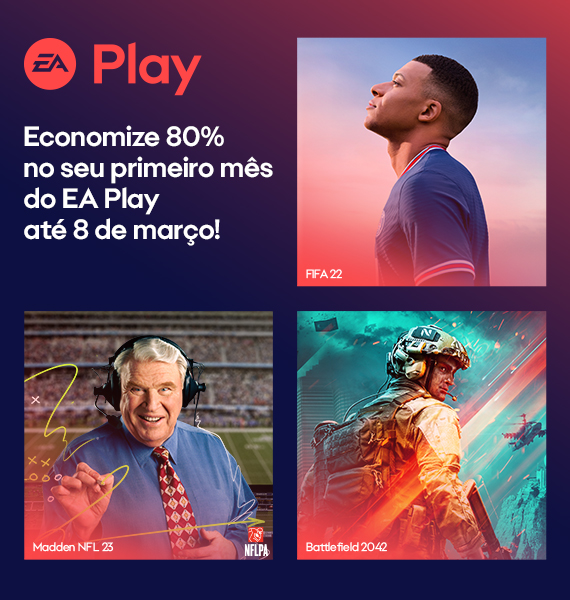 EA Play
Economize 80%
no seu primeiro mês
do EA Play
até 8 de março!
FIFA 22
Madden NFL 23
NFLPA
Battlefield 2042